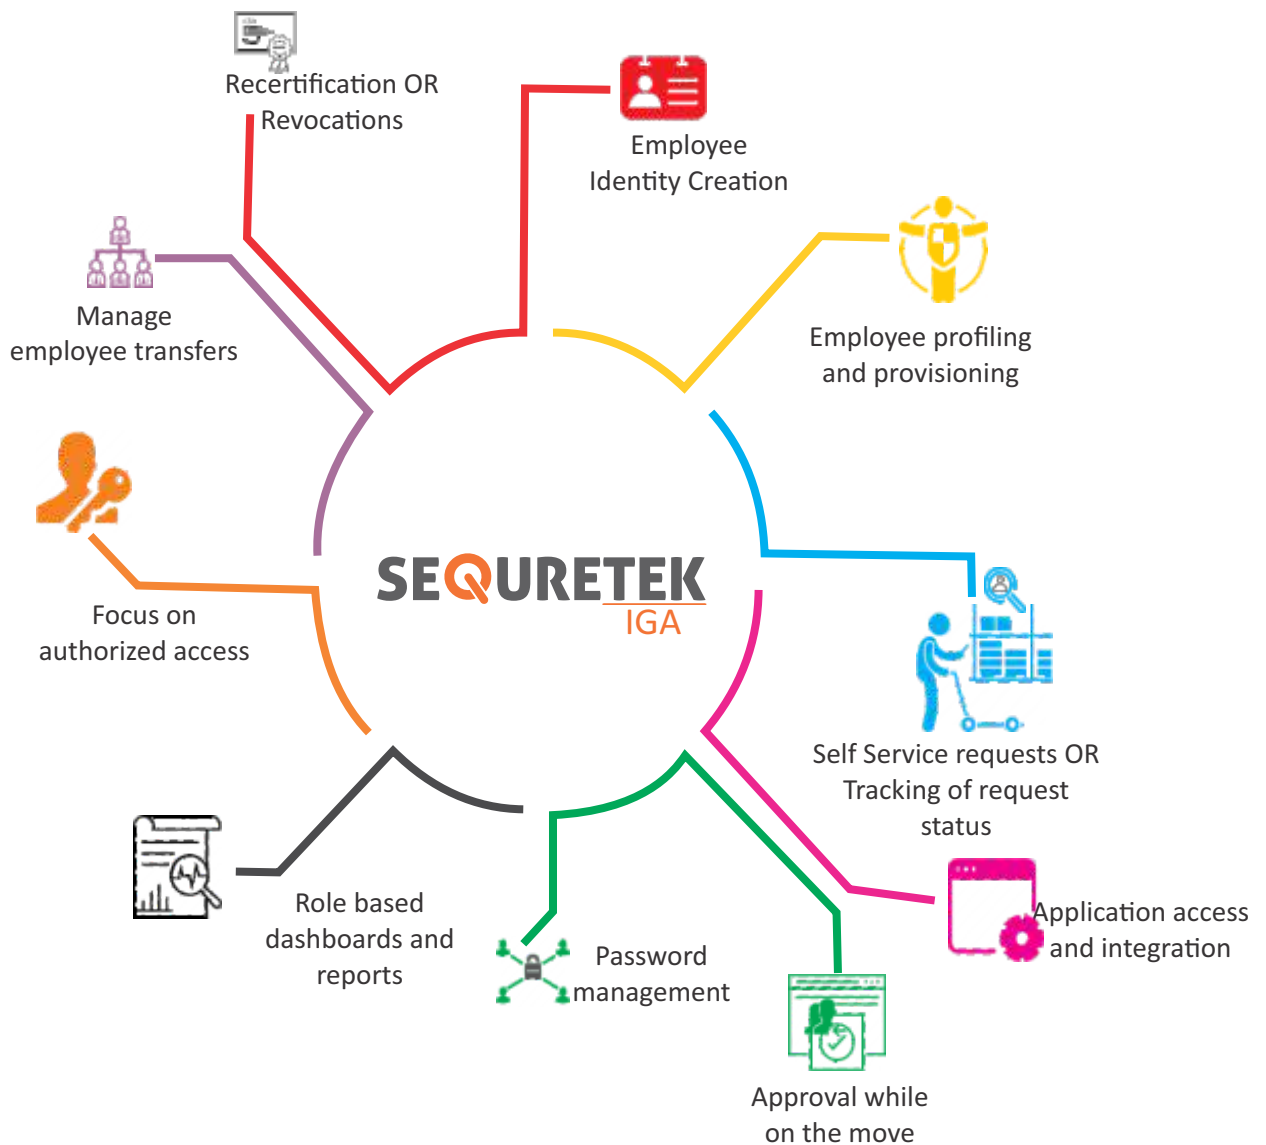 Recertification OR
Revocations
Employee
Identity Creation
Manage
employee transfers
Employee profiling
and provisioning
Focus on
authorized access
SEQURETEK
IGA
Self Service requests OR
Tracking of request
status
Role based
dashboards and
reports
Password
management
Application access
and integration
Approval while
on the move